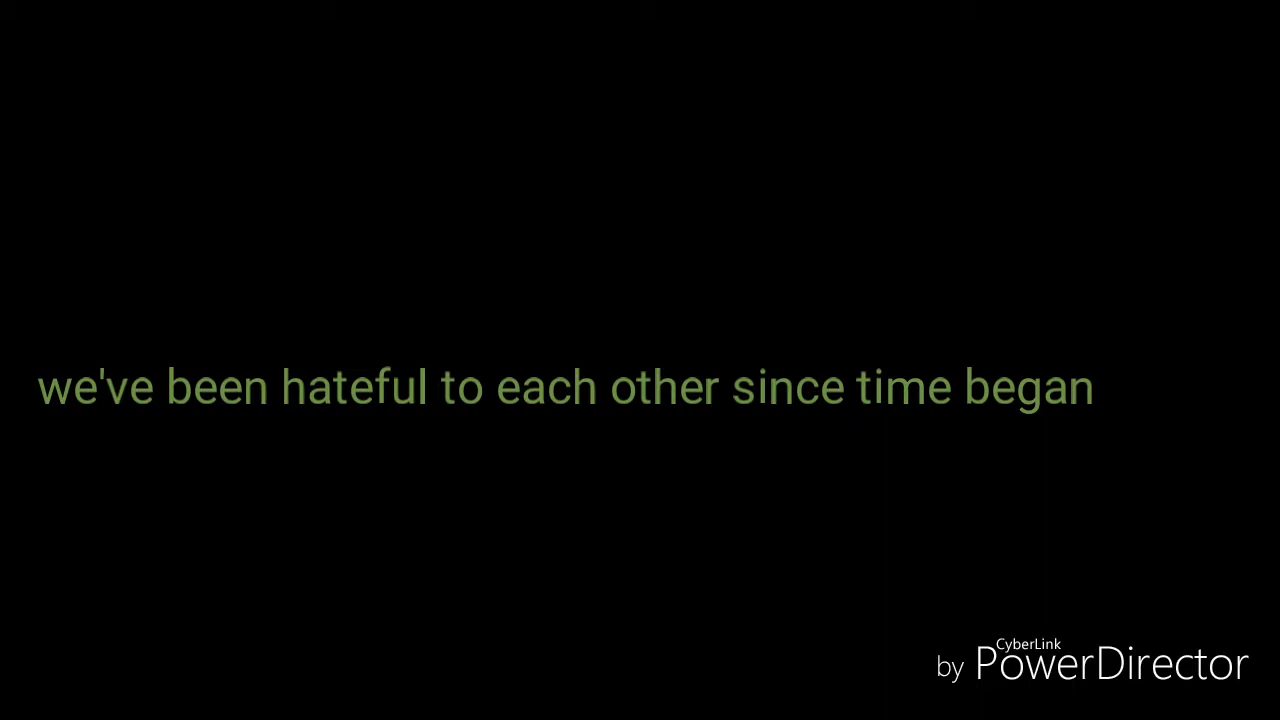 we've been hateful to each other since time began
CyberLink
by PowerDirector